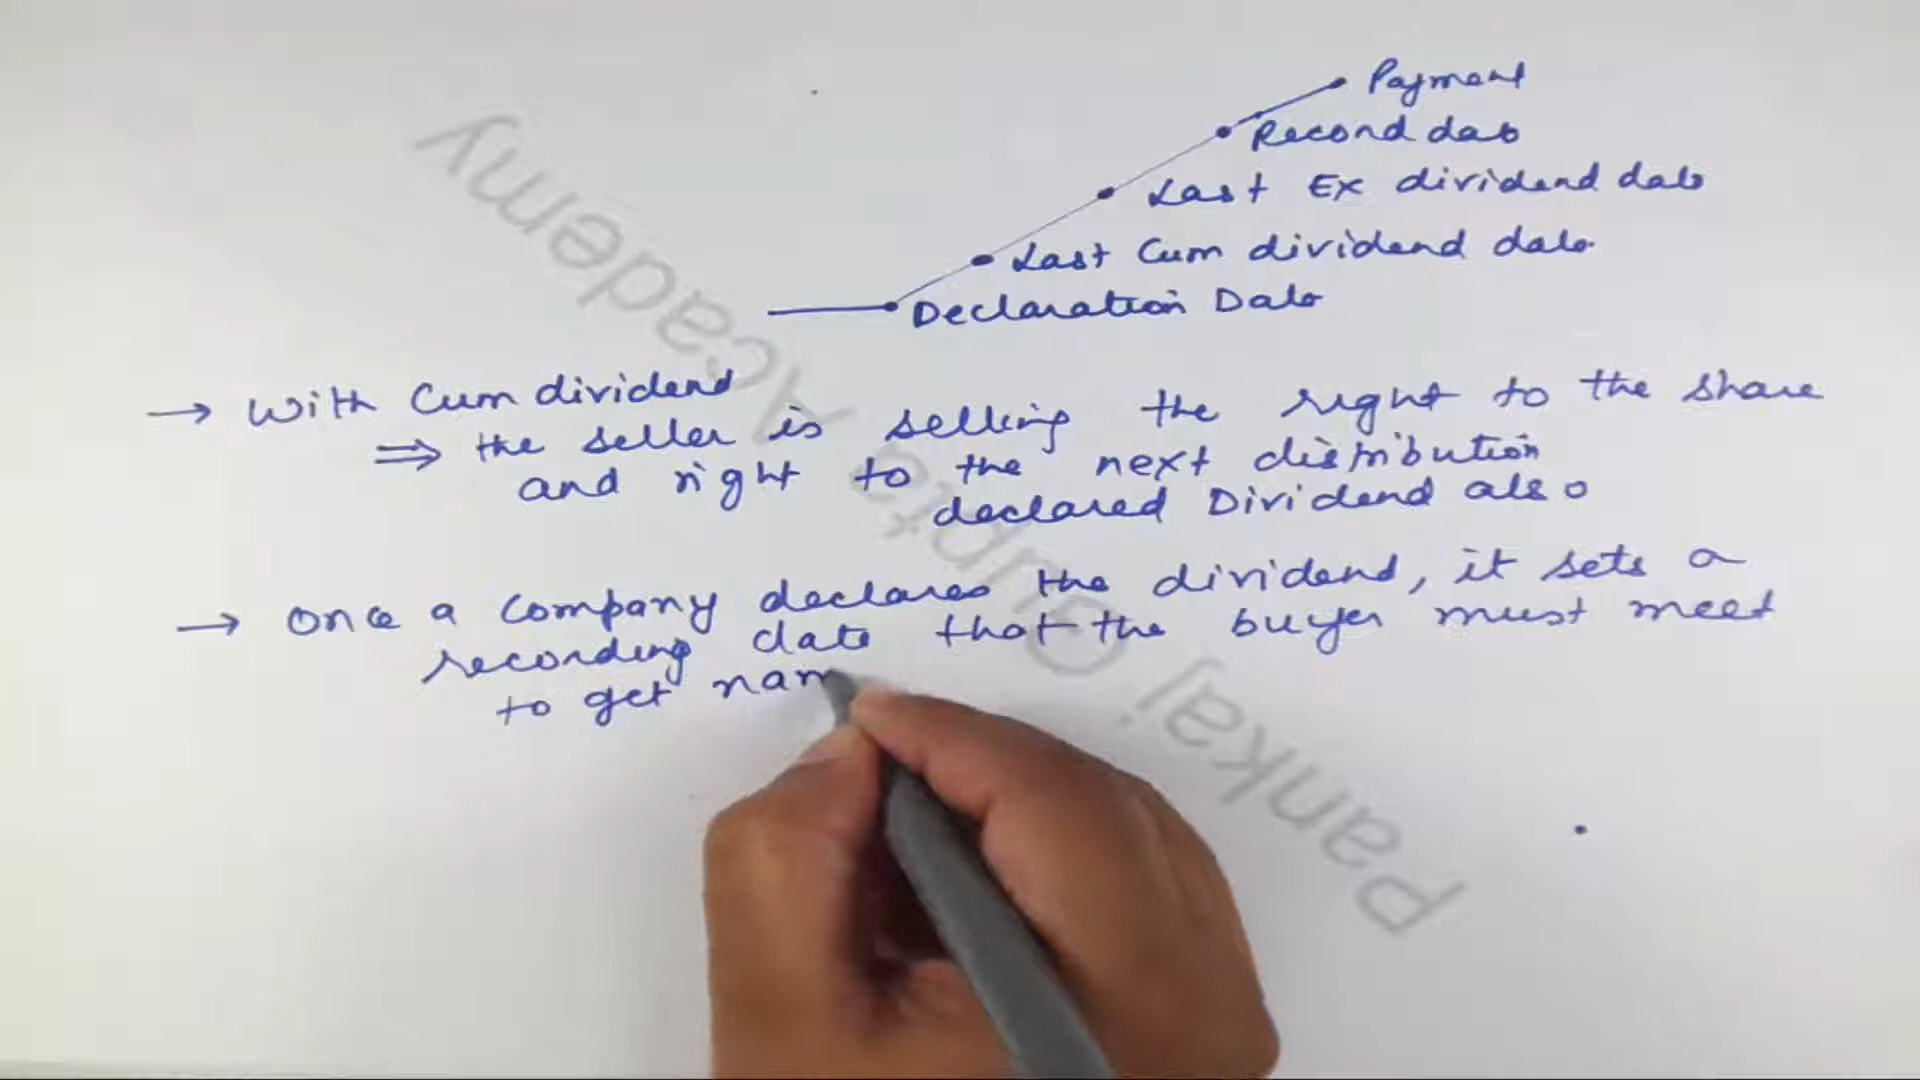 Payment
Record date
Last Ex dividend date
Last Cum dividend date
Declaration Date
→ With Cum dividend
⇒ the seller is selling the right to the share
and right to the next distribution
declared Dividend also
→ Once a company declares the dividend, it sets a
recording date that the buyer must meet
to get nam
Pankaj Gupta Academy